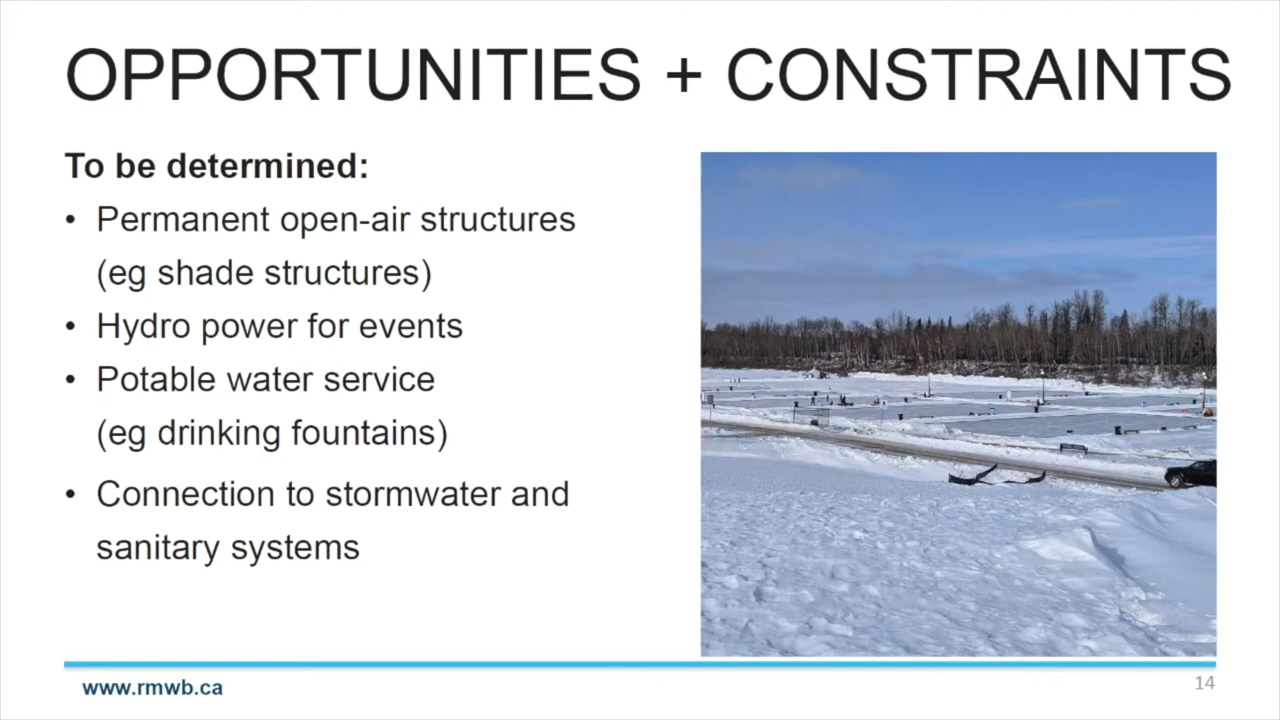 OPPORTUNITIES + CONSTRAINTS
To be determined:
• Permanent open-air structures
(eg shade structures)
• Hydro power for events
• Potable water service
(eg drinking fountains)
• Connection to stormwater and
sanitary systems
www.rmwb.ca
14